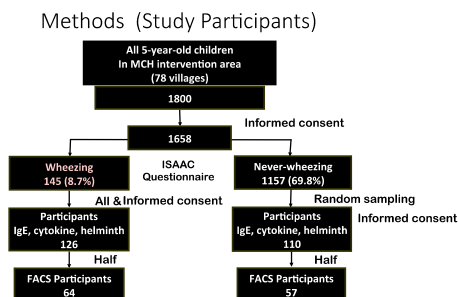 Methods (Study Participants)
All 5-year-old children
In MCH intervention area
(78 villages)
1800
Informed consent
1658
Wheezing
145 (8.7%)
ISAAC
Questionnaire
Never-wheezing
1157 (69.8%)
All & Informed consent
Random sampling
Participants
IgE, cytokine, helminth
126
Participants
IgE, cytokine, helminth
110
Informed consent
Half
Half
FACS Participants
64
FACS Participants
57